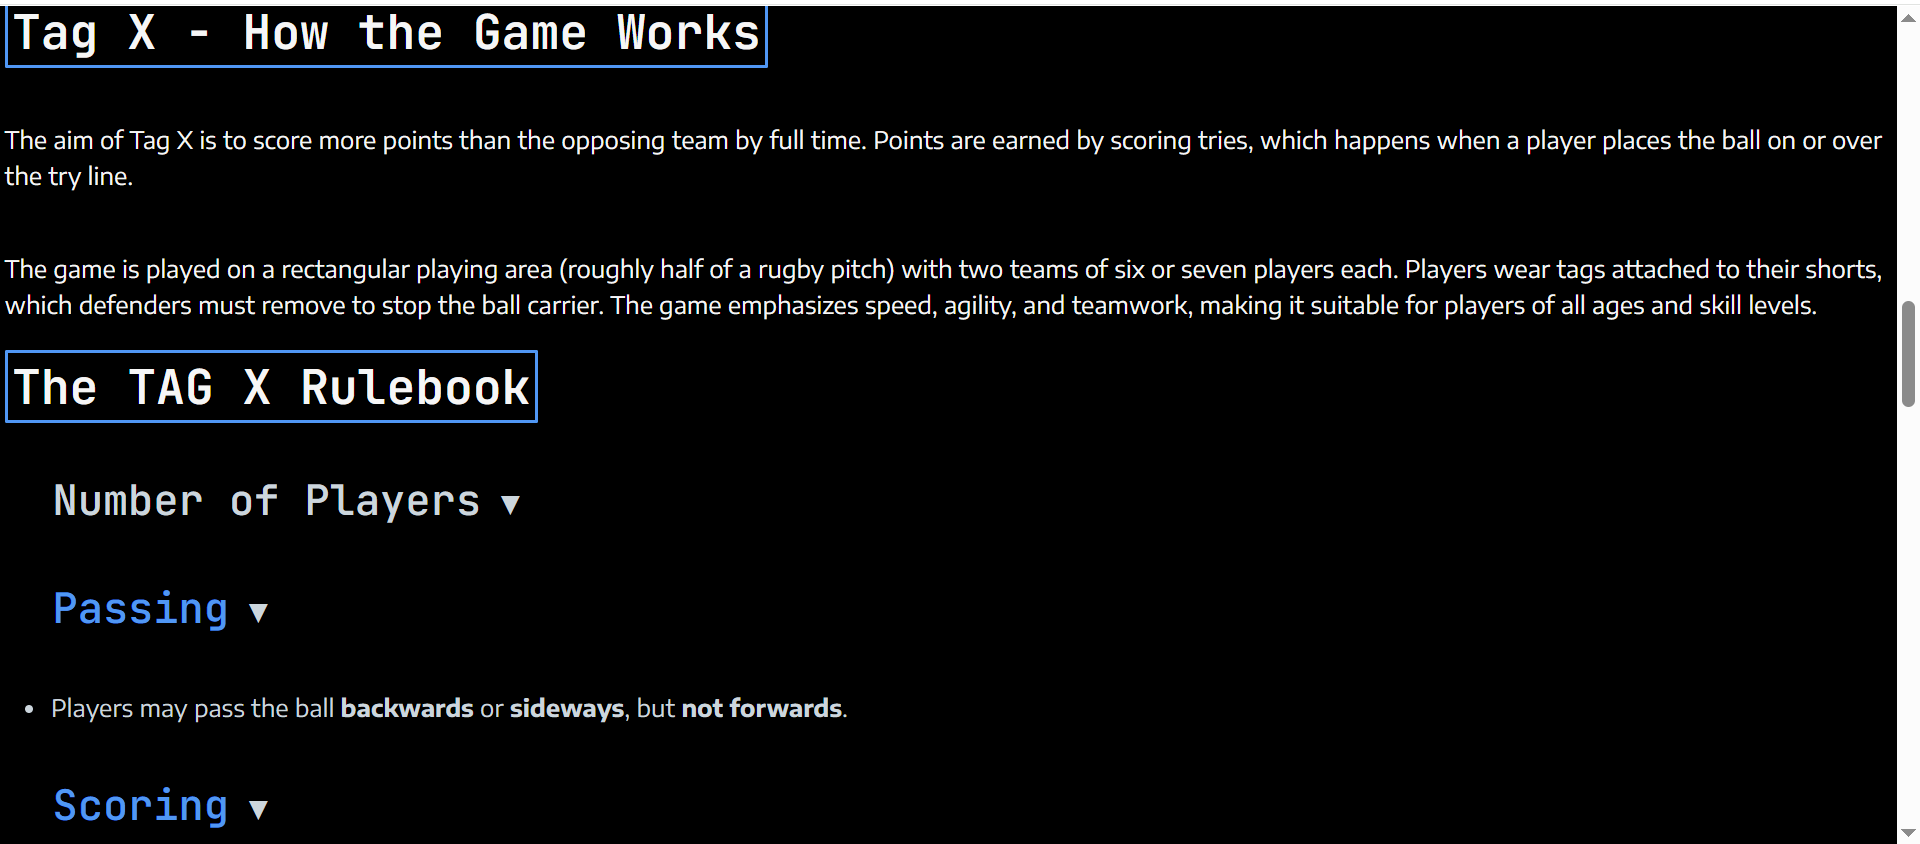 Tag X - How the Game Works
The aim of Tag X is to score more points than the opposing team by full time. Points are earned by scoring tries, which happens when a player places the ball on or over
the try line.
The game is played on a rectangular playing area (roughly half of a rugby pitch) with two teams of six or seven players each. Players wear tags attached to their shorts,
which defenders must remove to stop the ball carrier. The game emphasizes speed, agility, and teamwork, making it suitable for players of all ages and skill levels.
The TAG X Rulebook
Number of Players ▼
Passing ▼
• Players may pass the ball backwards or sideways, but not forwards.
Scoring ▼